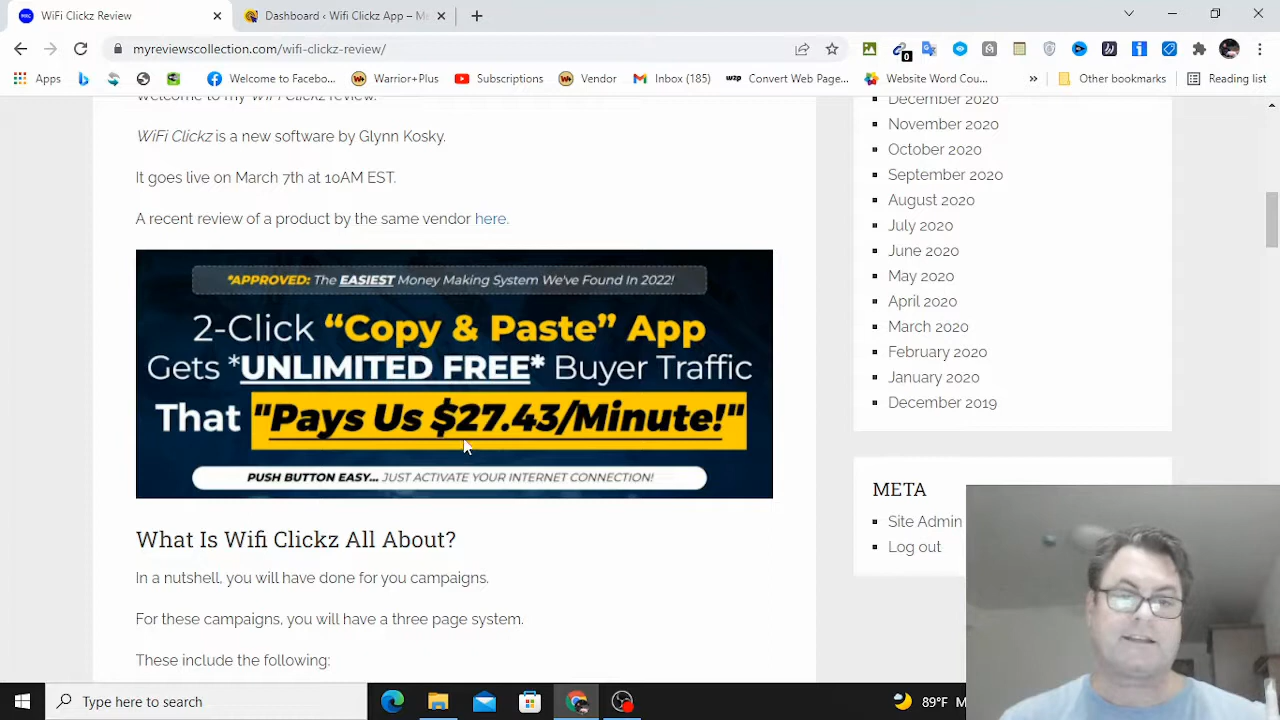 WiFi Clickz Review
Dashboard ‹ Wifi Clickz App – M
myreviewscollection.com/wifi-clickz-review/
0
Apps
Welcome to Facebo...
Warrior+Plus
Subscriptions
Vendor
Inbox (185)
Convert Web Page...
Website Word Cou...
»
Other bookmarks
Reading list
Welcome to my WiFi Clickz review.
WiFi Clickz is a new software by Glynn Kosky.
It goes live on March 7th at 10AM EST.
A recent review of a product by the same vendor here.
*APPROVED: The EASIEST Money Making System We've Found In 2022!
2-Click “Copy & Paste” App
Gets *UNLIMITED FREE* Buyer Traffic
That "Pays Us $27.43/Minute!"
PUSH BUTTON EASY... JUST ACTIVATE YOUR INTERNET CONNECTION!
What Is Wifi Clickz All About?
In a nutshell, you will have done for you campaigns.
For these campaigns, you will have a three page system.
These include the following:
December 2020
November 2020
October 2020
September 2020
August 2020
July 2020
June 2020
May 2020
April 2020
March 2020
February 2020
January 2020
December 2019
META
Site Admin
Log out
Type here to search
89°F M